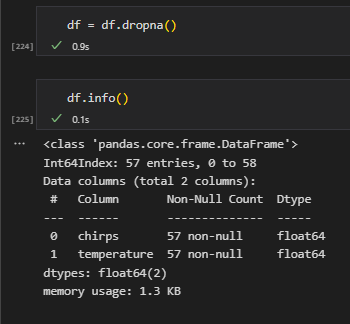 df = df.dropna()
[224]
✓ 0.9s
df.info()
[225]
✓ 0.1s
... <class 'pandas.core.frame.DataFrame'>
Int64Index: 57 entries, 0 to 58
Data columns (total 2 columns):
 #   Column       Non-Null Count  Dtype
---  ------       --------------  -----
 0   chirps       57 non-null     float64
 1   temperature  57 non-null     float64
dtypes: float64(2)
memory usage: 1.3 KB